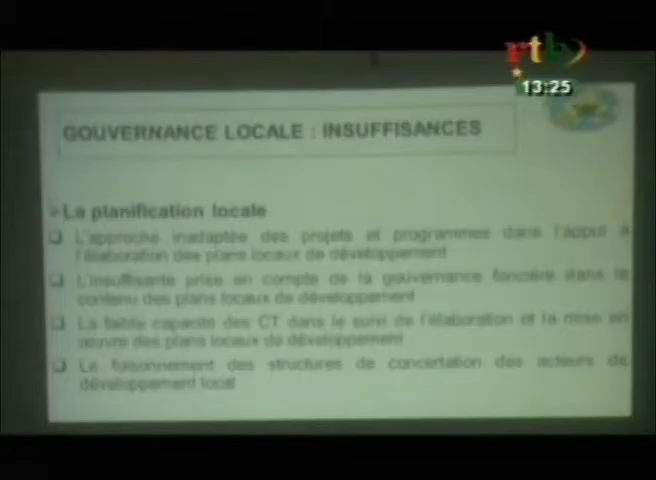 rtb
13:25
GOUVERNANCE LOCALE : INSUFFISANCES
La planification locale
L'approche inadaptée des projets et programmes dans l'appui à
l'élaboration des plans locaux de développement
L'insuffisante prise en compte de la gouvernance foncière dans le
contenu des plans locaux de développement
La faible capacité des CT dans le suivi de l'élaboration et la mise en
œuvre des plans locaux de développement
Le foisonnement des structures de concertation des acteurs de
développement local